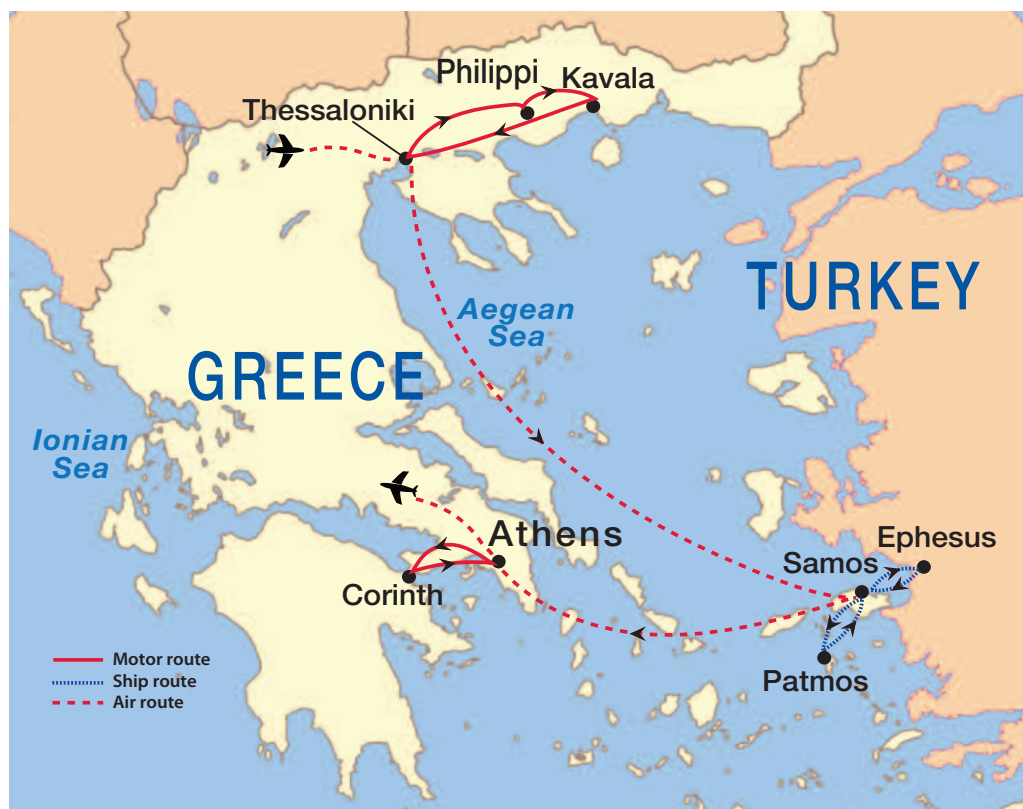 Philippi
Kavala
Thessaloniki
TURKEY
Aegean
Sea
GREECE
Ionian
Sea
Athens
Ephesus
Samos
Corinth
Patmos
Motor route
Ship route
Air route